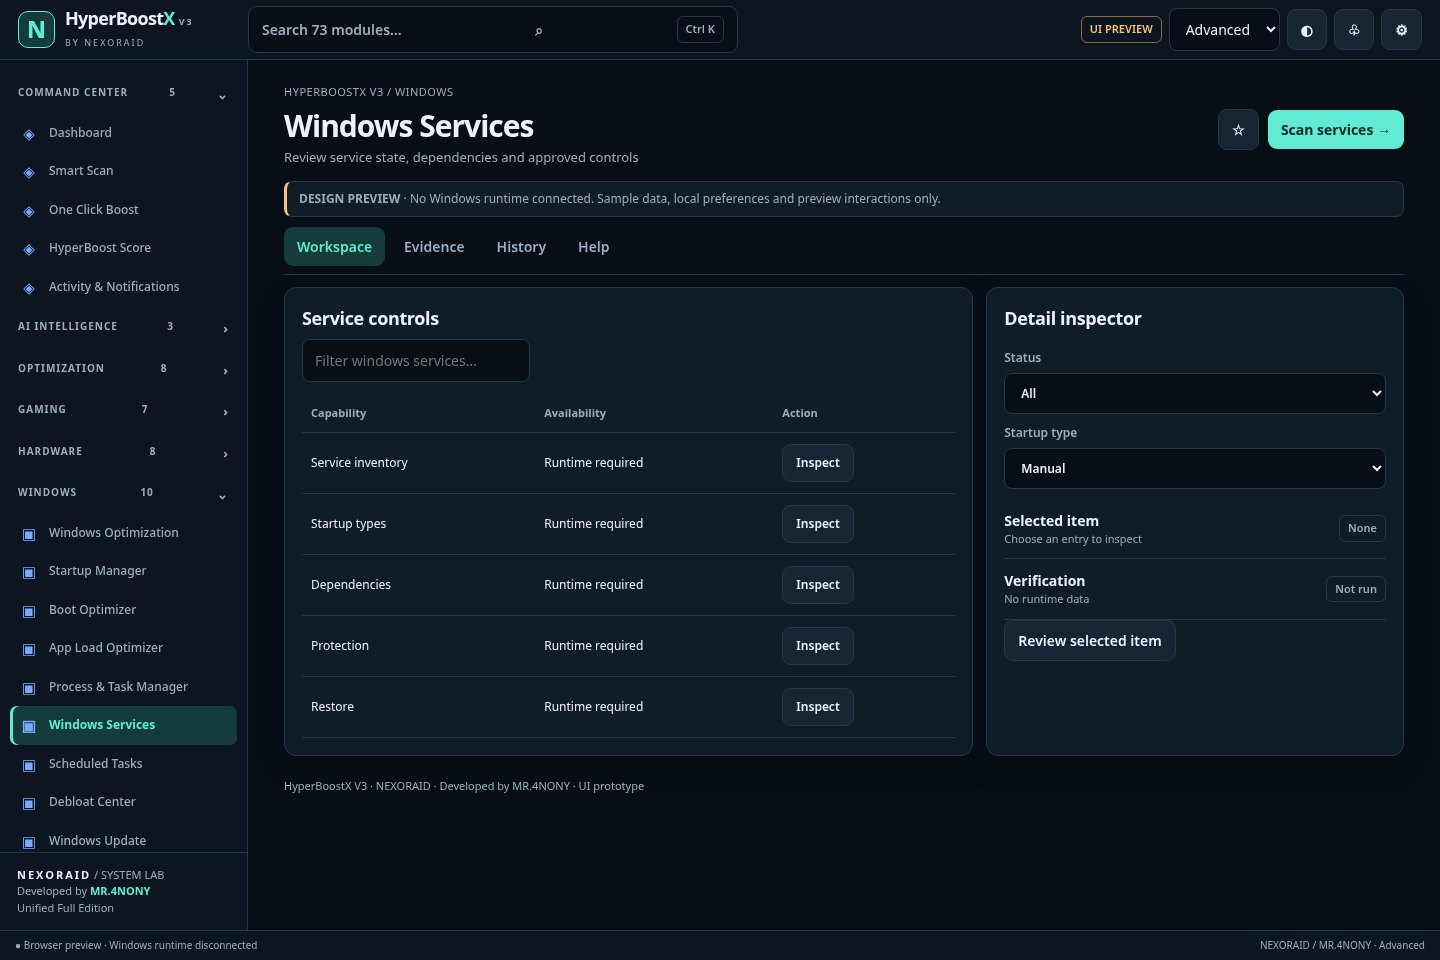 N HyperBoostX V3
BY NEXORAID
Search 73 modules...
Ctrl K
UI PREVIEW
Advanced
COMMAND CENTER 5
Dashboard
Smart Scan
One Click Boost
HyperBoost Score
Activity & Notifications
AI INTELLIGENCE 3
OPTIMIZATION 8
GAMING 7
HARDWARE 8
WINDOWS 10
Windows Optimization
Startup Manager
Boot Optimizer
App Load Optimizer
Process & Task Manager
Windows Services
Scheduled Tasks
Debloat Center
Windows Update
NEXORAID / SYSTEM LAB
Developed by MR.4NONY
Unified Full Edition
HYPERBOOSTX V3 / WINDOWS
Windows Services
Review service state, dependencies and approved controls
Scan services →
DESIGN PREVIEW · No Windows runtime connected. Sample data, local preferences and preview interactions only.
Workspace Evidence History Help
Service controls
Filter windows services...
Capability Availability Action
Service inventory Runtime required Inspect
Startup types Runtime required Inspect
Dependencies Runtime required Inspect
Protection Runtime required Inspect
Restore Runtime required Inspect
Detail inspector
Status
All
Startup type
Manual
Selected item
Choose an entry to inspect
None
Verification
No runtime data
Not run
Review selected item
HyperBoostX V3 · NEXORAID · Developed by MR.4NONY · UI prototype
● Browser preview · Windows runtime disconnected
NEXORAID / MR.4NONY · Advanced